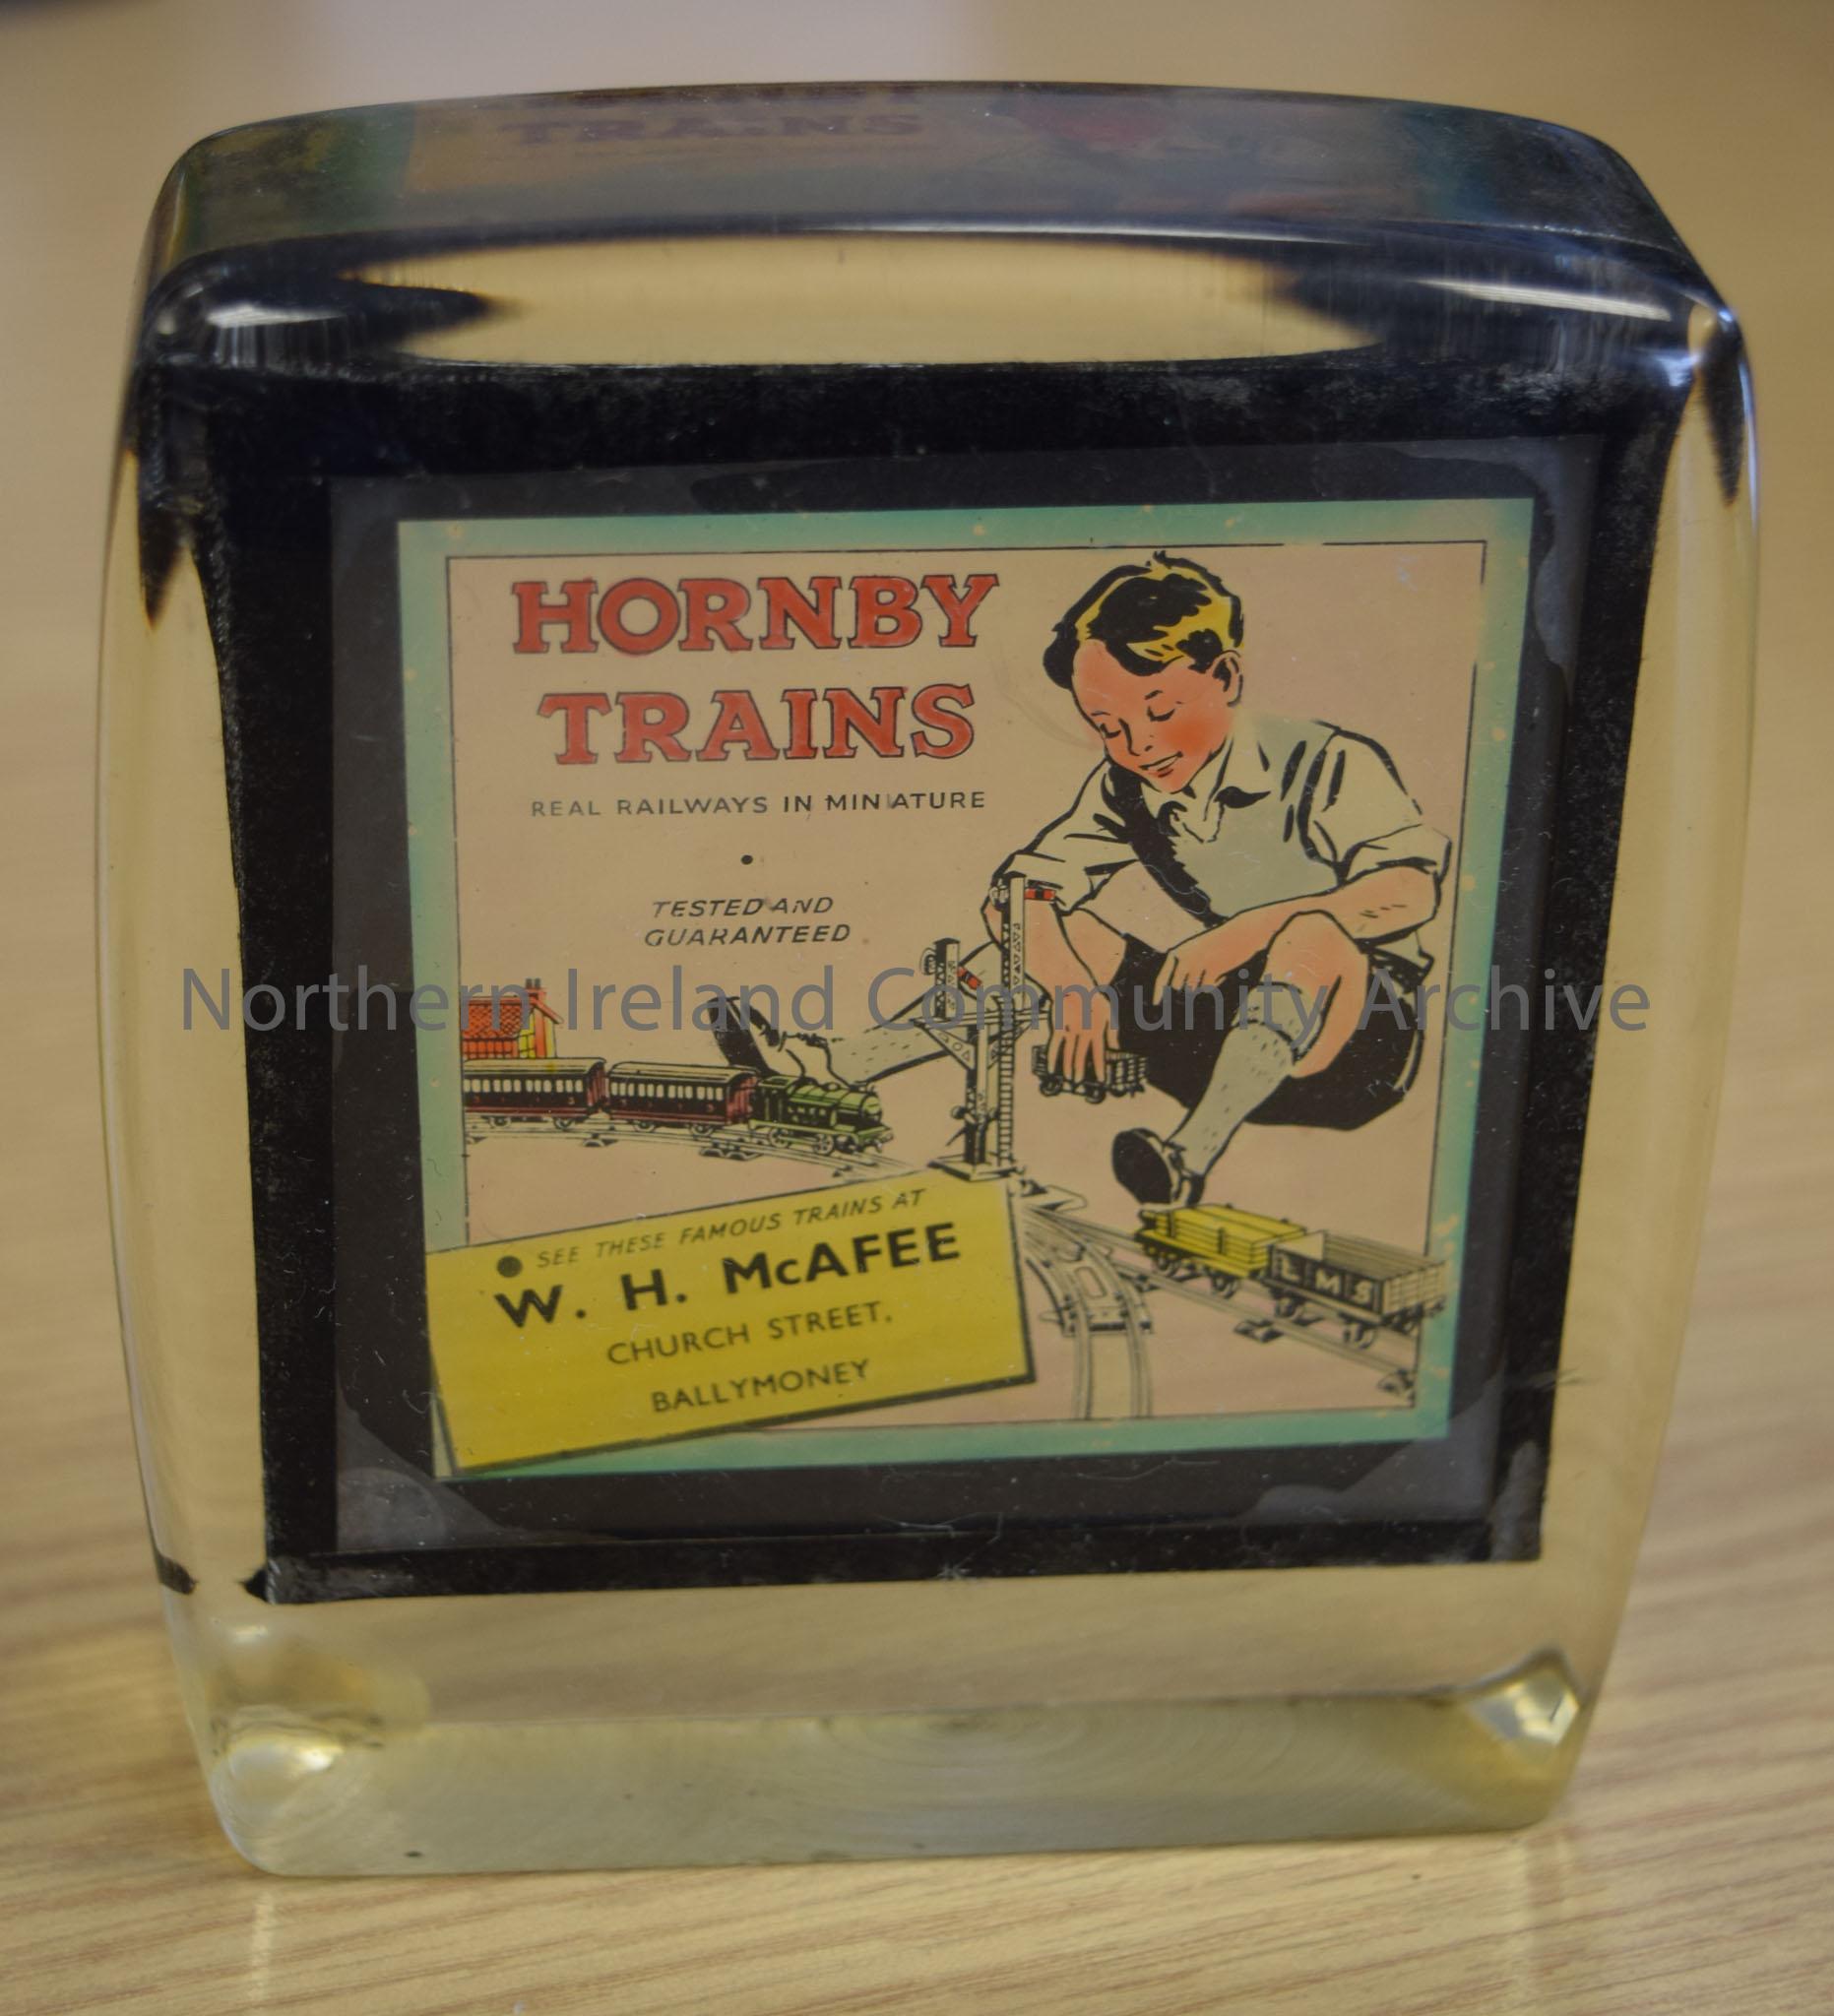 TRAINS
HORNBY
TRAINS
REAL RAILWAYS IN MINIATURE
•
TESTED AND
GUARANTEED
Northern Ireland Community Archive
● SEE THESE FAMOUS TRAINS AT
W. H. McAFEE
CHURCH STREET,
BALLYMONEY
LMS